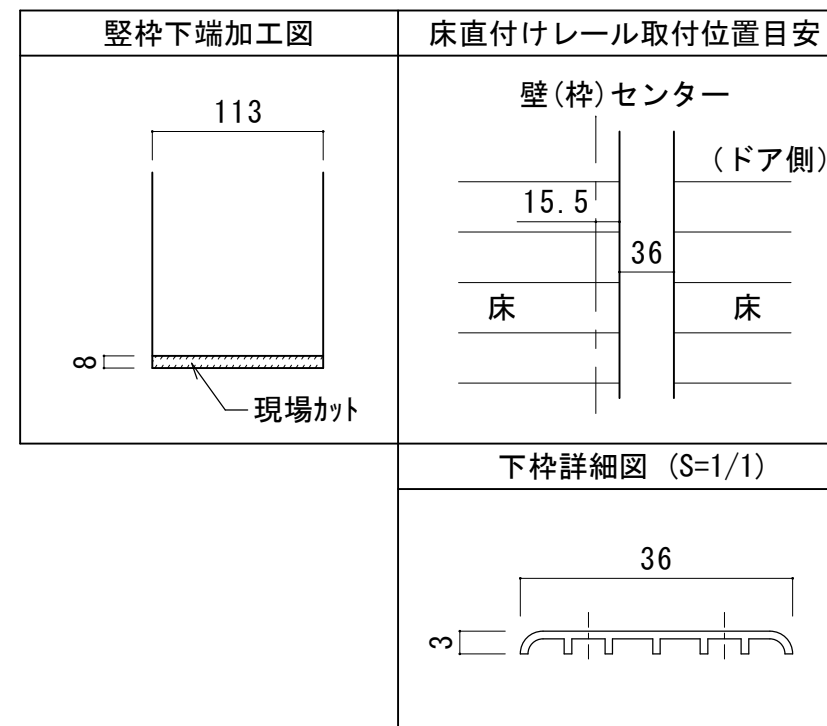 竪枠下端加工図
113
8
現場ｶｯﾄ
床直付けレール取付位置目安
壁(枠)センター
(ドア側)
15.5
36
床
床
下枠詳細図 (S=1/1)
36
3